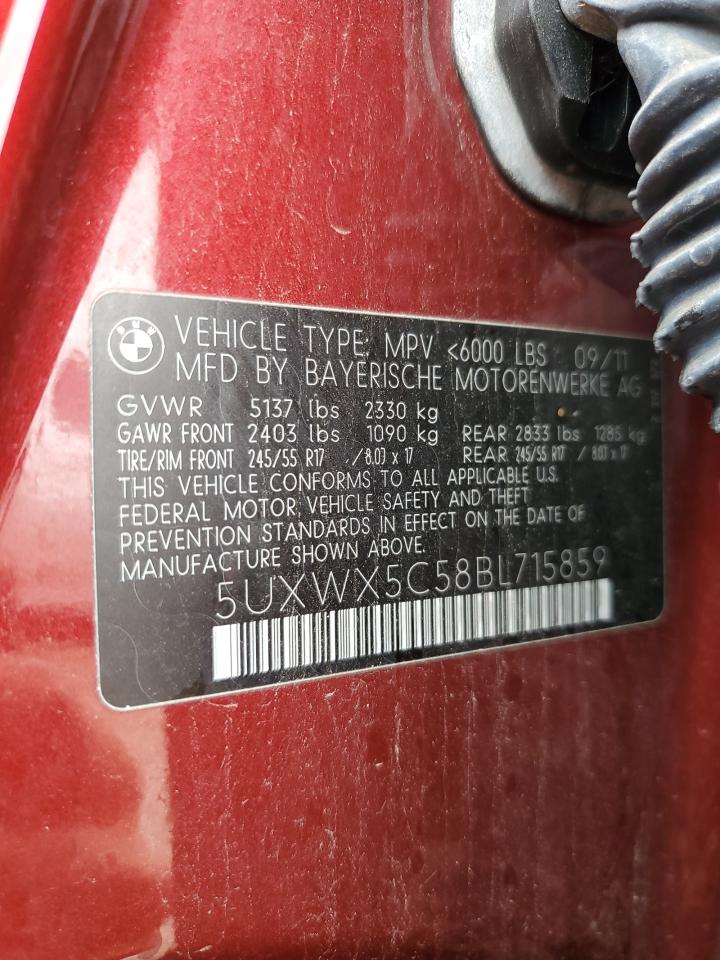 BMW
VEHICLE TYPE: MPV <6000 LBS 09/11
MFD BY BAYERISCHE MOTORENWERKE AG
GVWR 5137 lbs 2330 kg
GAWR FRONT 2403 lbs 1090 kg REAR 2833 lbs 1285 kg
TIRE/RIM FRONT 245/55 R17 / 8.0J x 17 REAR 245/55 R17 / 8.0J x 17
THIS VEHICLE CONFORMS TO ALL APPLICABLE U.S.
FEDERAL MOTOR VEHICLE SAFETY AND THEFT
PREVENTION STANDARDS IN EFFECT ON THE DATE OF
MANUFACTURE SHOWN ABOVE.
5UXWX5C58BL715859